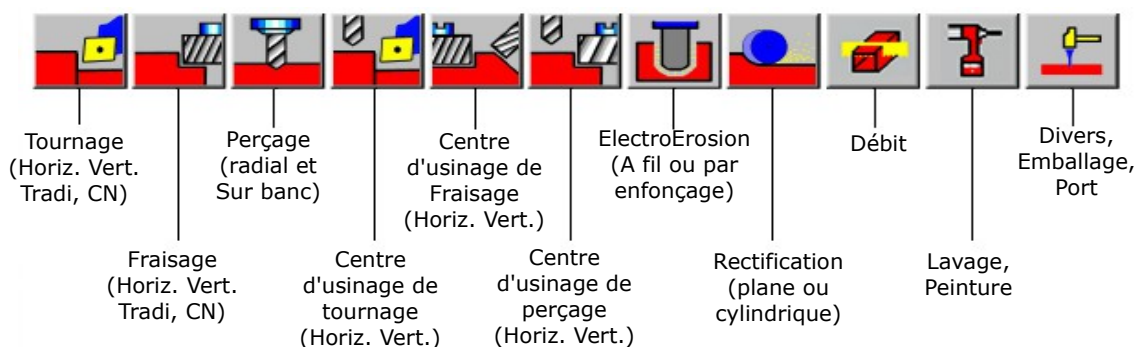 Tournage
(Horiz. Vert.
Tradi, CN)
Fraisage
(Horiz. Vert.
Tradi, CN)
Perçage
(radial et
Sur banc)
Centre
d'usinage de
tournage
(Horiz. Vert.)
Centre
d'usinage de
Fraisage
(Horiz. Vert.)
Centre
d'usinage de
perçage
(Horiz. Vert.)
ElectroErosion
(A fil ou par
enfonçage)
Rectification
(plane ou
cylindrique)
Débit
Lavage,
Peinture
Divers,
Emballage,
Port